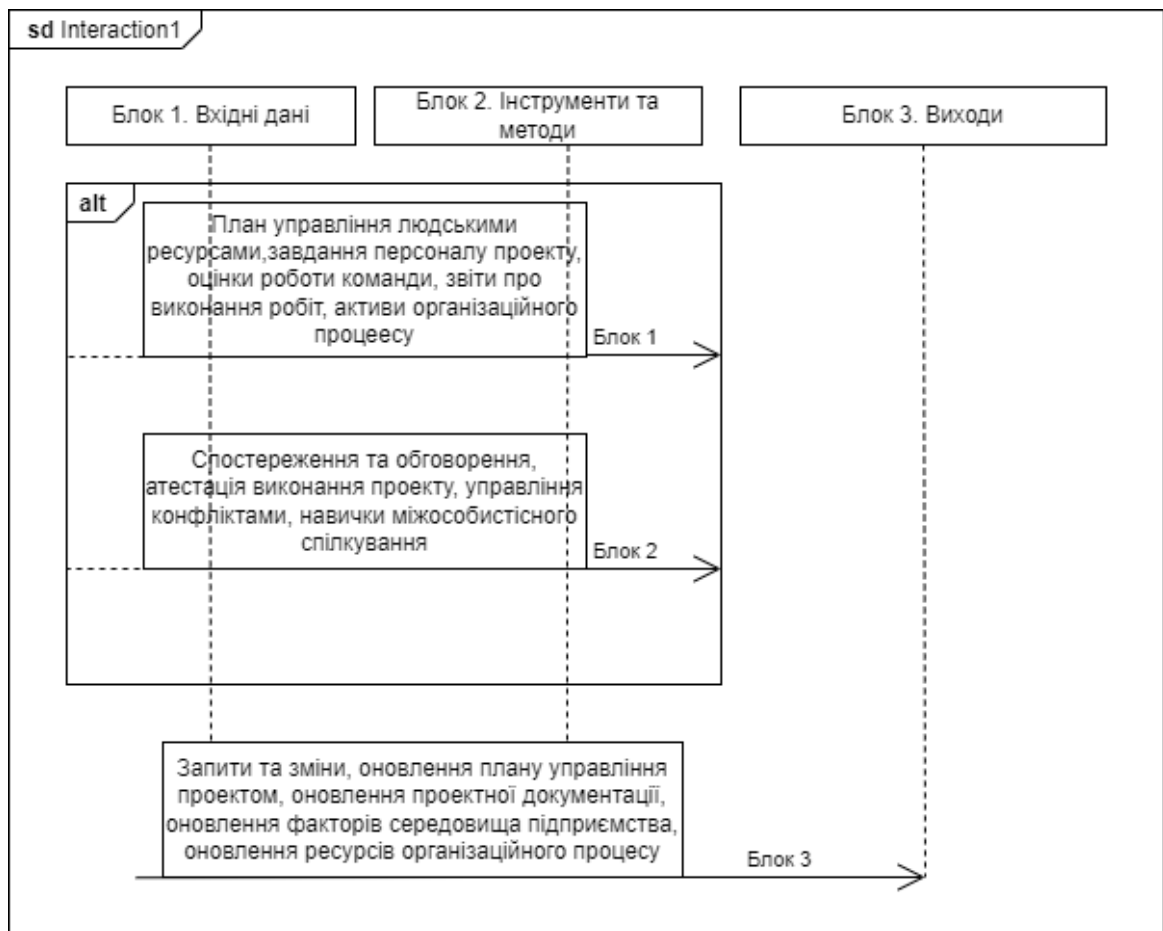 sd Interaction1
Блок 1. Вхідні дані
Блок 2. Інструменти та
методи
Блок 3. Виходи
alt
План управління людськими
ресурсами,завдання персоналу проекту,
оцінки роботи команди, звіти про
виконання робіт, активи організаційного
процеесу
Блок 1
Спостереження та обговорення,
атестація виконання проекту, управління
конфліктами, навички міжособистісного
спілкування
Блок 2
Запити та зміни, оновлення плану управління
проектом, оновлення проектної документації,
оновлення факторів середовища підприємства,
оновлення ресурсів організаційного процесу
Блок 3